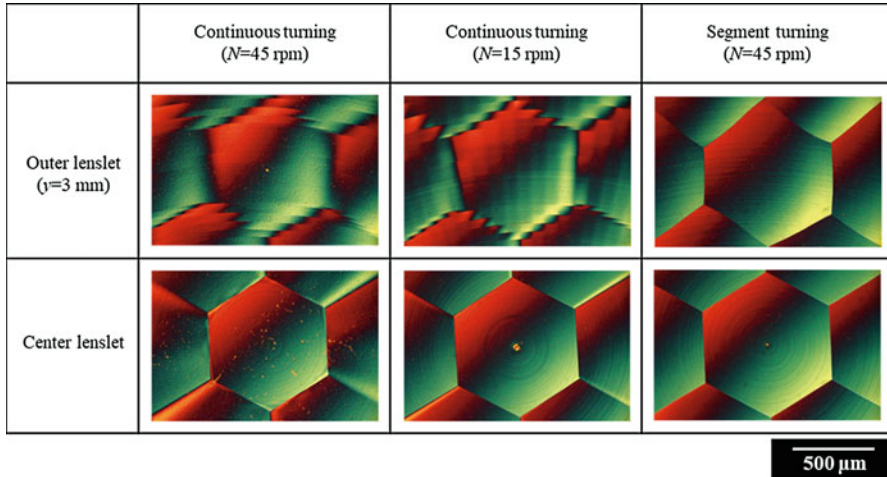 Continuous turning
(N=45 rpm)
Continuous turning
(N=15 rpm)
Segment turning
(N=45 rpm)
Outer lenslet
(y=3 mm)
Center lenslet
500 μm